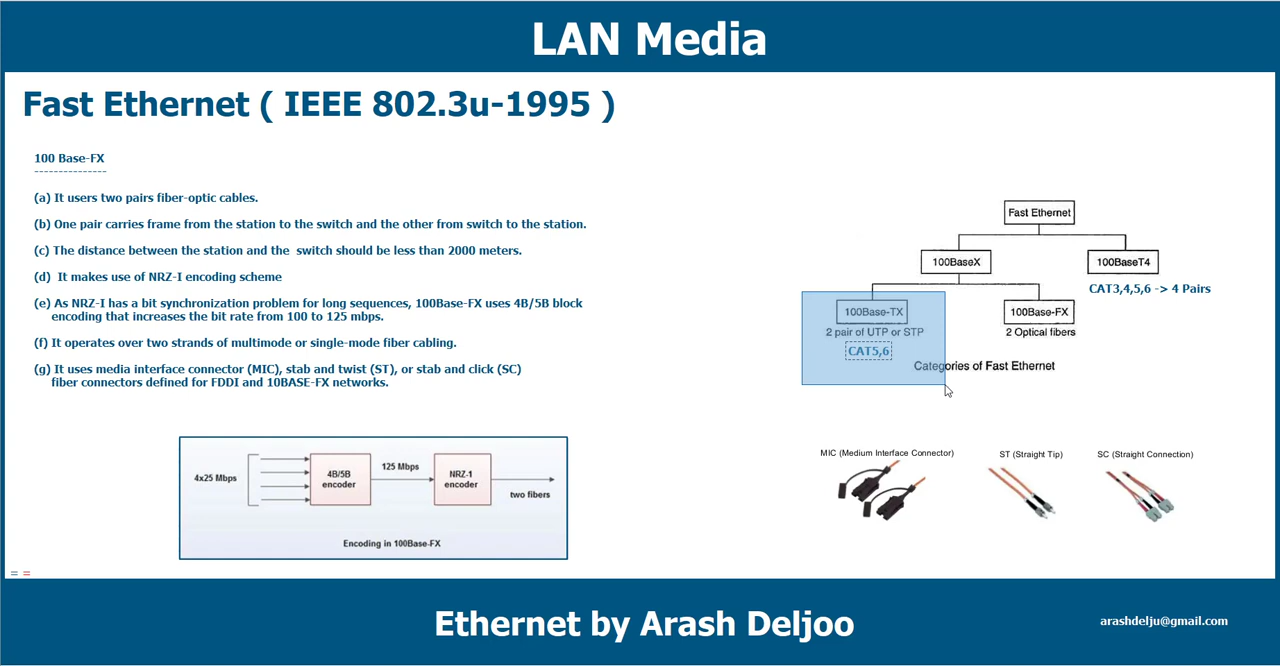 LAN Media
Fast Ethernet ( IEEE 802.3u-1995 )
100 Base-FX
---------------
(a) It users two pairs fiber-optic cables.
(b) One pair carries frame from the station to the switch and the other from switch to the station.
(c) The distance between the station and the switch should be less than 2000 meters.
(d) It makes use of NRZ-I encoding scheme
(e) As NRZ-I has a bit synchronization problem for long sequences, 100Base-FX uses 4B/5B block
encoding that increases the bit rate from 100 to 125 mbps.
(f) It operates over two strands of multimode or single-mode fiber cabling.
(g) It uses media interface connector (MIC), stab and twist (ST), or stab and click (SC)
fiber connectors defined for FDDI and 10BASE-FX networks.
4x25 Mbps
4B/5B
encoder
125 Mbps
NRZ-1
encoder
two fibers
Encoding in 100Base-FX
Fast Ethernet
100BaseX
100BaseT4
CAT3,4,5,6 -> 4 Pairs
100Base-TX
100Base-FX
2 pair of UTP or STP
2 Optical fibers
CAT5,6
Categories of Fast Ethernet
MIC (Medium Interface Connector)
ST (Straight Tip)
SC (Straight Connection)
Ethernet by Arash Deljoo
arashdelju@gmail.com